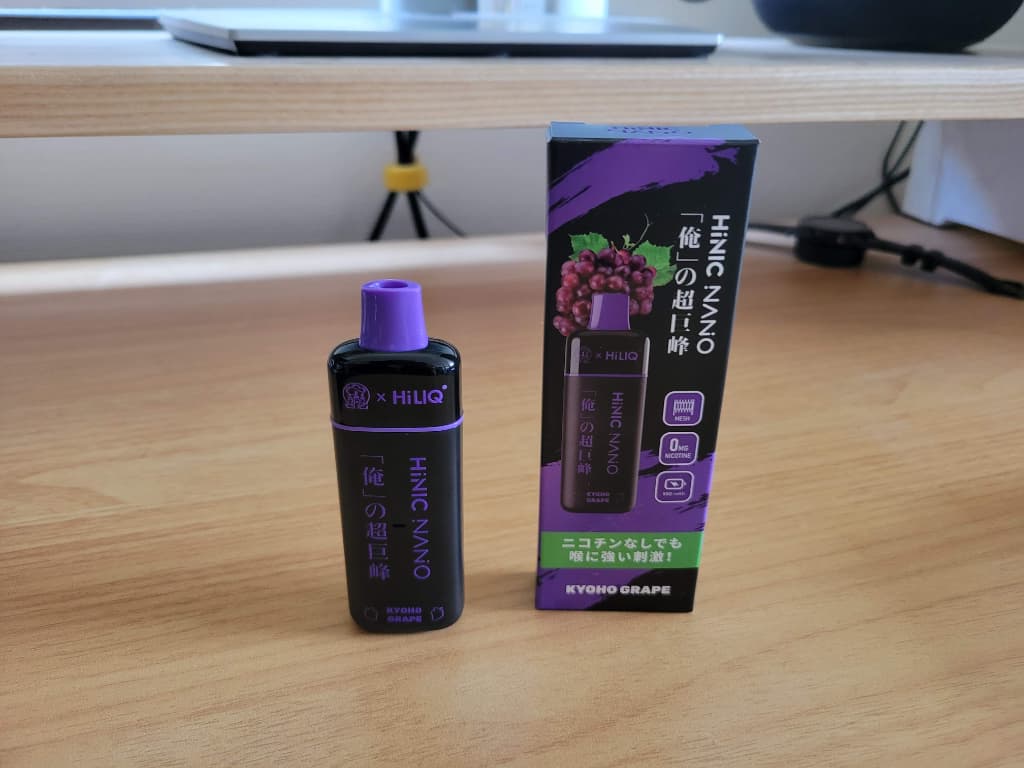 × HiLIQ
HiNIC NANO
「俺」の超巨峰
KYOHO
GRAPE
HiNIC NANO
「俺」の超巨峰
× HiLIQ
HiNIC NANO
「俺」の超巨峰
KYOHO
GRAPE
MESH
0MG
NICOTINE
ニコチンなしでも
喉に強い刺激!
KYOHO GRAPE